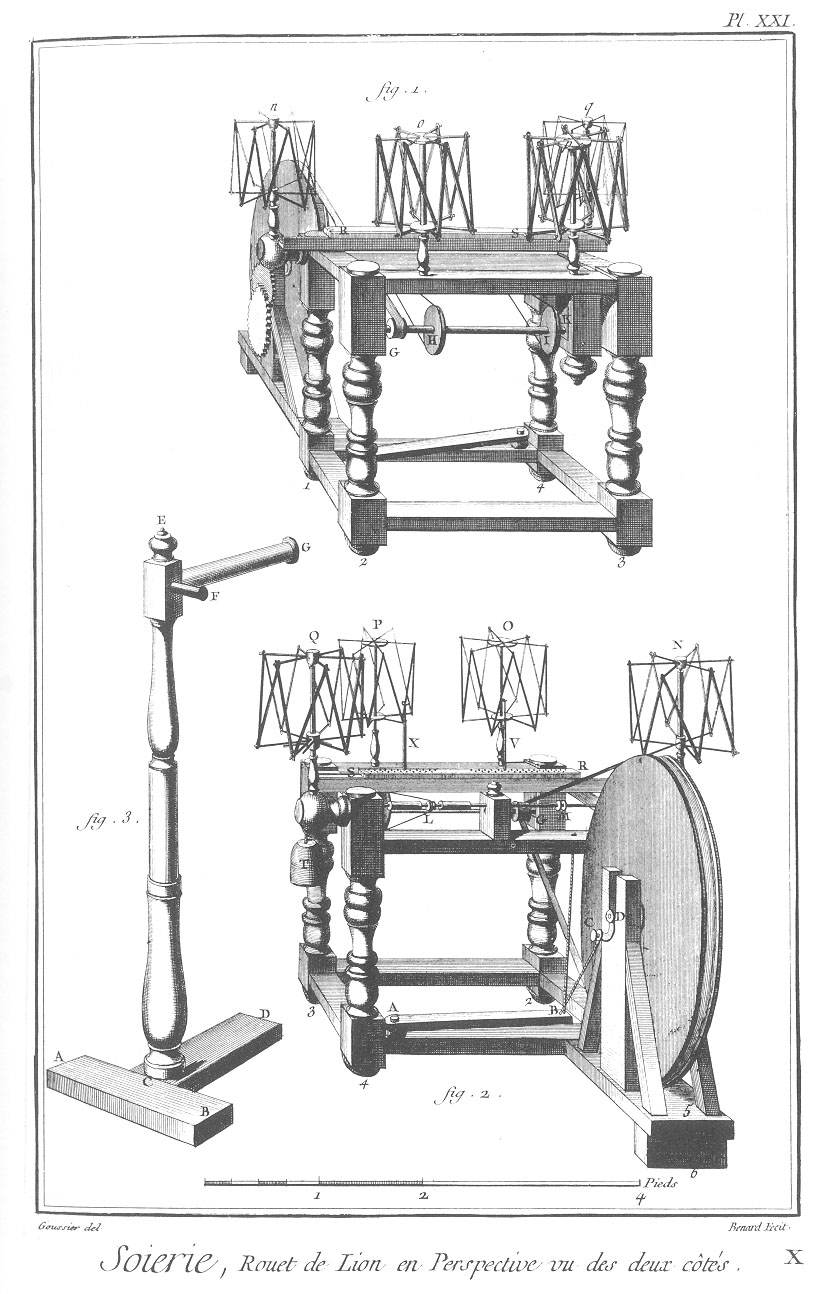 Pl. XXI.
fig. 1.
n
o
q
R
S
G
H
I
K
1
4
2
3
E
G
F
fig. 3.
A
D
C
B
Q
P
O
N
X
V
S
R
L
G
M
T
C
D
A
B
3
2
4
5
6
fig. 2.
Pieds
1 2 4
Goussier del
Benard Fecit.
Soierie, Rouet de Lion en Perspective vu des deux côtés.
X